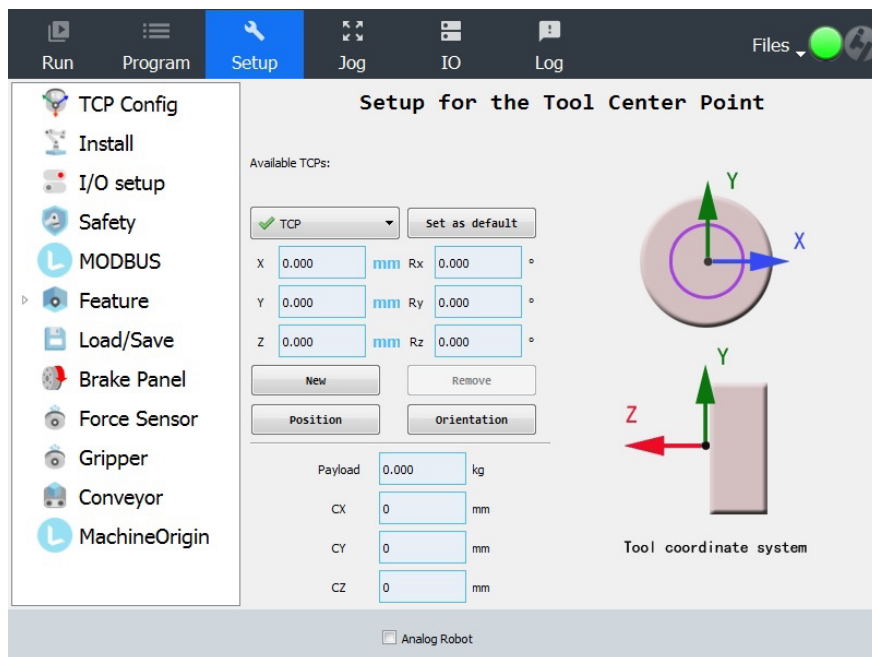 Run Program Setup Jog IO Log Files
TCP Config
Install
I/O setup
Safety
MODBUS
Feature
Load/Save
Brake Panel
Force Sensor
Gripper
Conveyor
MachineOrigin
Setup for the Tool Center Point
Available TCPs:
TCP Set as default
X 0.000 mm Rx 0.000 °
Y 0.000 mm Ry 0.000 °
Z 0.000 mm Rz 0.000 °
New Remove
Position Orientation
Payload 0.000 kg
CX 0 mm
CY 0 mm
CZ 0 mm
Y
X
Y
Z
Tool coordinate system
Analog Robot